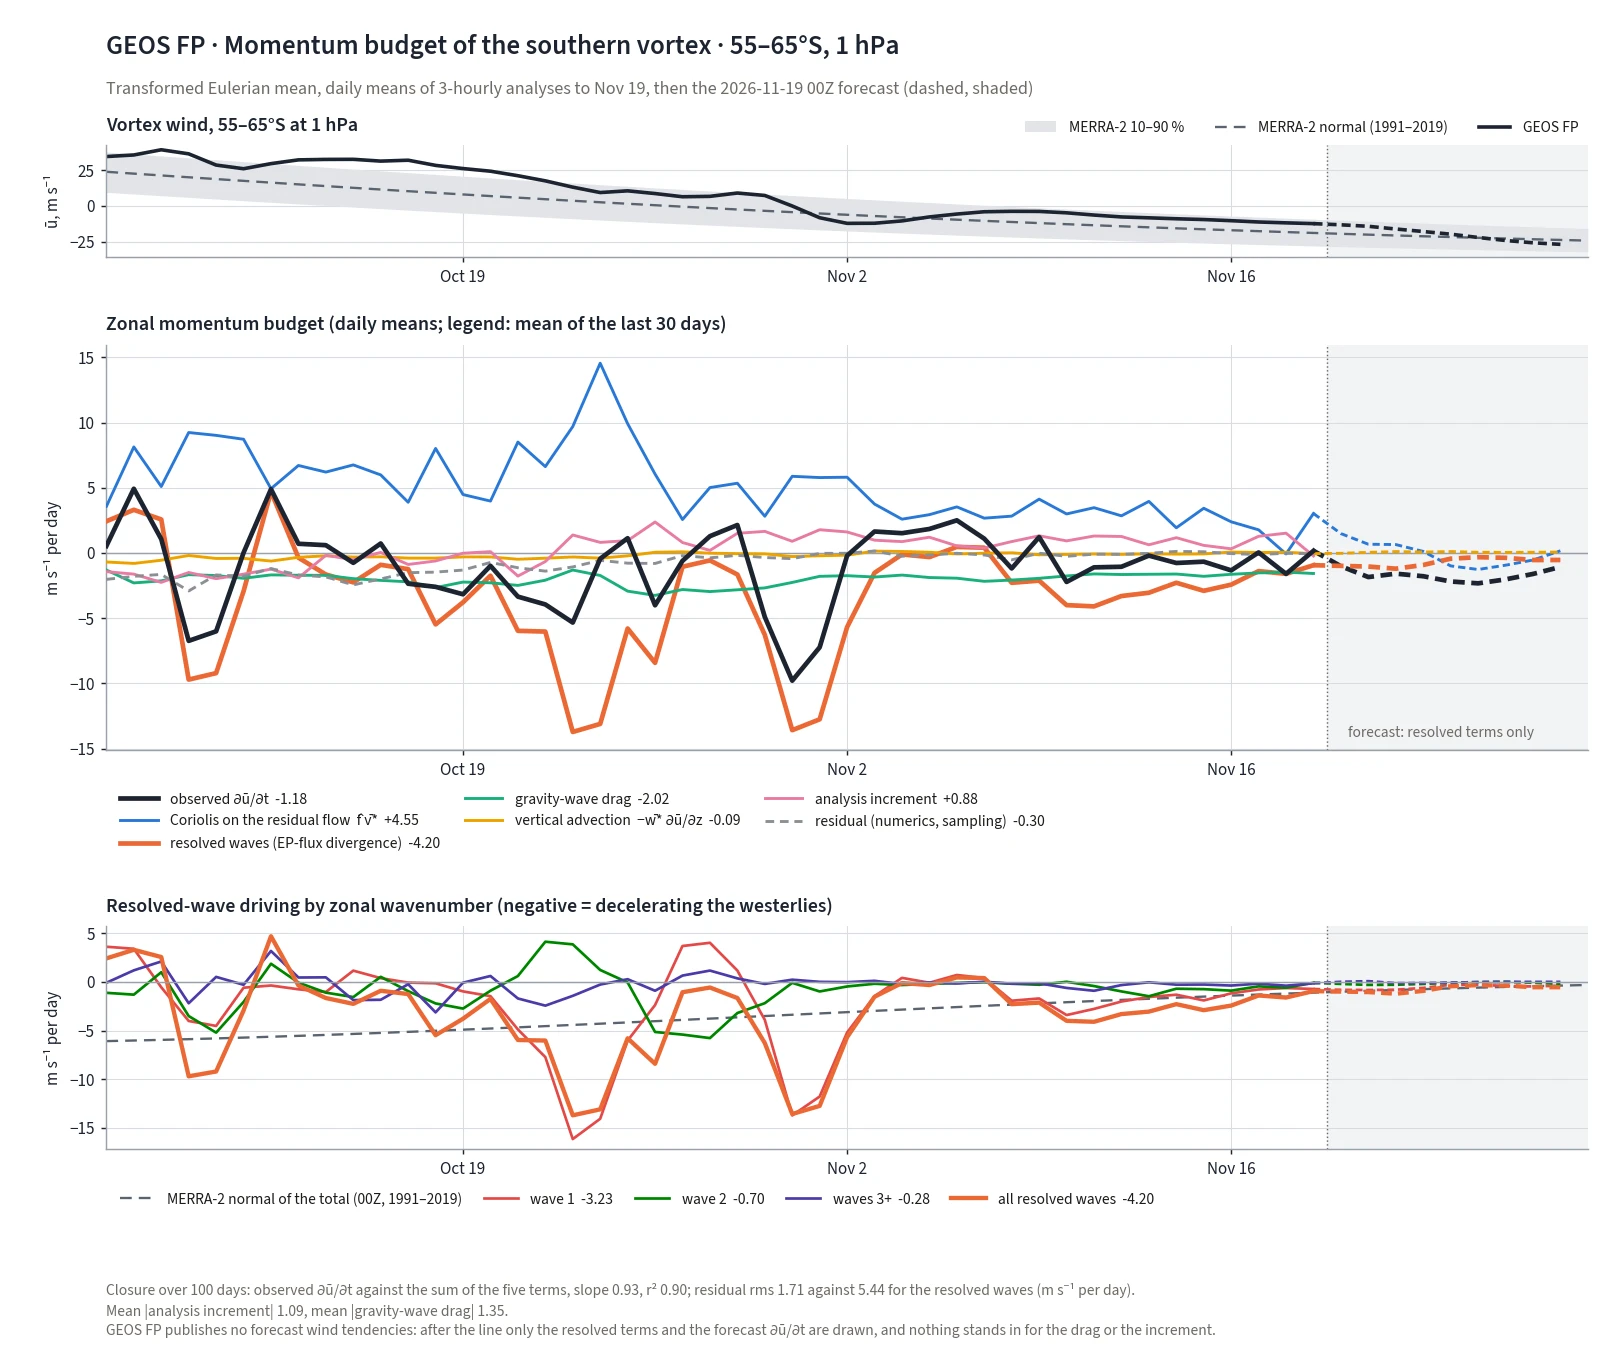 GEOS FP · Momentum budget of the southern vortex · 55–65°S, 1 hPa
Transformed Eulerian mean, daily means of 3-hourly analyses to Nov 19, then the 2026-11-19 00Z forecast (dashed, shaded)
Vortex wind, 55–65°S at 1 hPa
MERRA-2 10–90 %
MERRA-2 normal (1991–2019)
GEOS FP
ū, m s⁻¹
25
0
−25
Oct 19
Nov 2
Nov 16
Zonal momentum budget (daily means; legend: mean of the last 30 days)
m s⁻¹ per day
15
10
5
0
−5
−10
−15
forecast: resolved terms only
Oct 19
Nov 2
Nov 16
observed ∂ū/∂t -1.18
Coriolis on the residual flow f v̄* +4.55
resolved waves (EP-flux divergence) -4.20
gravity-wave drag -2.02
vertical advection −w̄* ∂ū/∂z -0.09
analysis increment +0.88
residual (numerics, sampling) -0.30
Resolved-wave driving by zonal wavenumber (negative = decelerating the westerlies)
m s⁻¹ per day
5
0
−5
−10
−15
Oct 19
Nov 2
Nov 16
MERRA-2 normal of the total (00Z, 1991–2019)
wave 1 -3.23
wave 2 -0.70
waves 3+ -0.28
all resolved waves -4.20
Closure over 100 days: observed ∂ū/∂t against the sum of the five terms, slope 0.93, r² 0.90; residual rms 1.71 against 5.44 for the resolved waves (m s⁻¹ per day).
Mean |analysis increment| 1.09, mean |gravity-wave drag| 1.35.
GEOS FP publishes no forecast wind tendencies: after the line only the resolved terms and the forecast ∂ū/∂t are drawn, and nothing stands in for the drag or the increment.